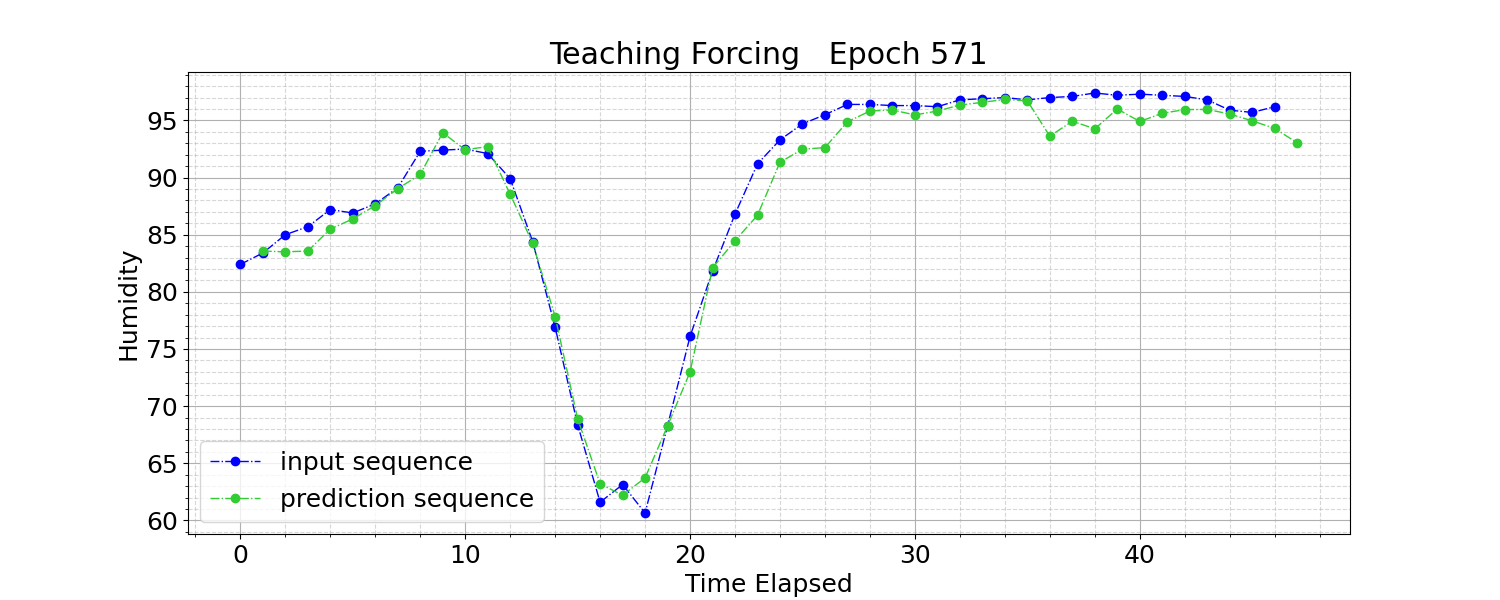 Teaching Forcing   Epoch 571
Humidity
95
90
85
80
75
70
65
60
input sequence
prediction sequence
0 10 20 30 40
Time Elapsed